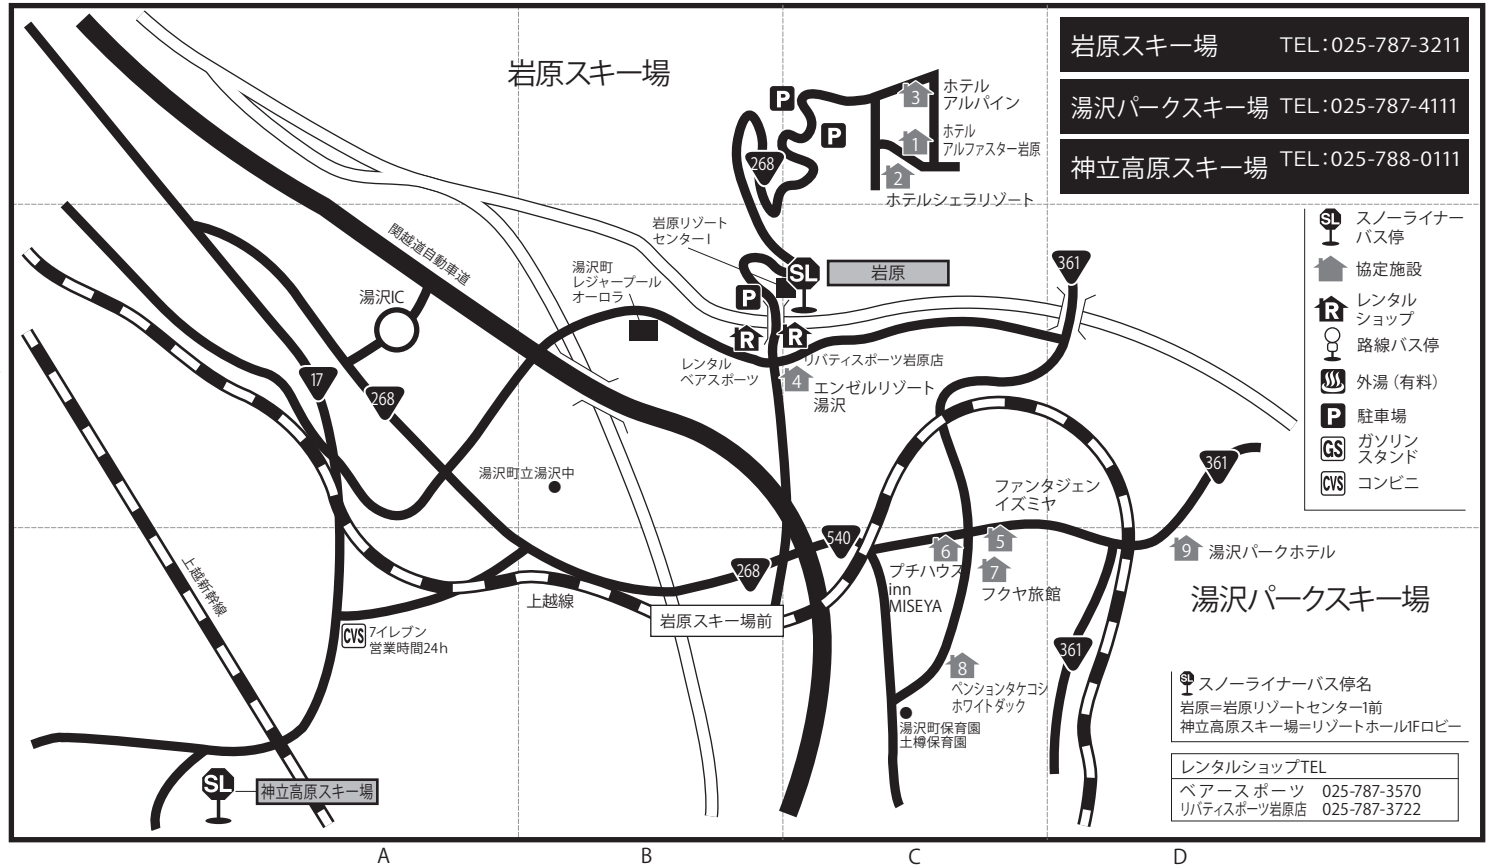 岩原スキー場
岩原スキー場 TEL：025-787-3211
湯沢パークスキー場 TEL：025-787-4111
神立高原スキー場 TEL：025-788-0111
P
P
268
3
ホテル
アルパイン
1
ホテル
アルファスター岩原
2
ホテルシェラリゾート
SL
スノーライナー
バス停
協定施設
R
レンタル
ショップ
路線バス停
外湯（有料）
P
駐車場
GS
ガソリン
スタンド
CVS
コンビニ
関越道自動車道
湯沢IC
湯沢町
レジャープール
オーロラ
岩原リゾート
センター1
SL
岩原
P
R
R
レンタル
ベアスポーツ
リバティスポーツ岩原店
4
エンゼルリゾート
湯沢
361
17
268
湯沢町立湯沢中
361
ファンタジェン
イズミヤ
5
540
268
6
プチハウス
inn
MISEYA
7
フクヤ旅館
9
湯沢パークホテル
湯沢パークスキー場
上越新幹線
上越線
岩原スキー場前
CVS
7イレブン
営業時間24h
361
8
ペンションタケコシ
ホワイトダック
湯沢町保育園
土樽保育園
SL
神立高原スキー場
SL
スノーライナーバス停名
岩原＝岩原リゾートセンター1前
神立高原スキー場＝リゾートホール1Fロビー
レンタルショップTEL
ベアースポーツ 025-787-3570
リバティスポーツ岩原店 025-787-3722
A
B
C
D